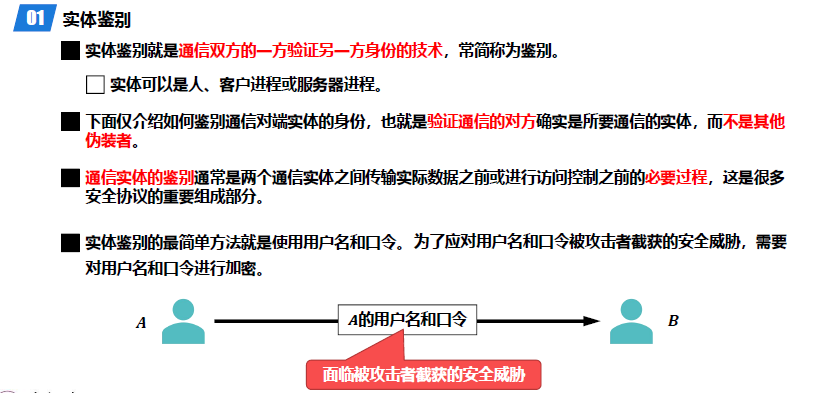 01 实体鉴别
实体鉴别就是通信双方的一方验证另一方身份的技术，常简称为鉴别。
实体可以是人、客户进程或服务器进程。
下面仅介绍如何鉴别通信对端实体的身份，也就是验证通信的对方确实是所要通信的实体，而不是其他
伪装者。
通信实体的鉴别通常是两个通信实体之间传输实际数据之前或进行访问控制之前的必要过程，这是很多
安全协议的重要组成部分。
实体鉴别的最简单方法就是使用用户名和口令。为了应对用户名和口令被攻击者截获的安全威胁，需要
对用户名和口令进行加密。
A
A的用户名和口令
B
面临被攻击者截获的安全威胁